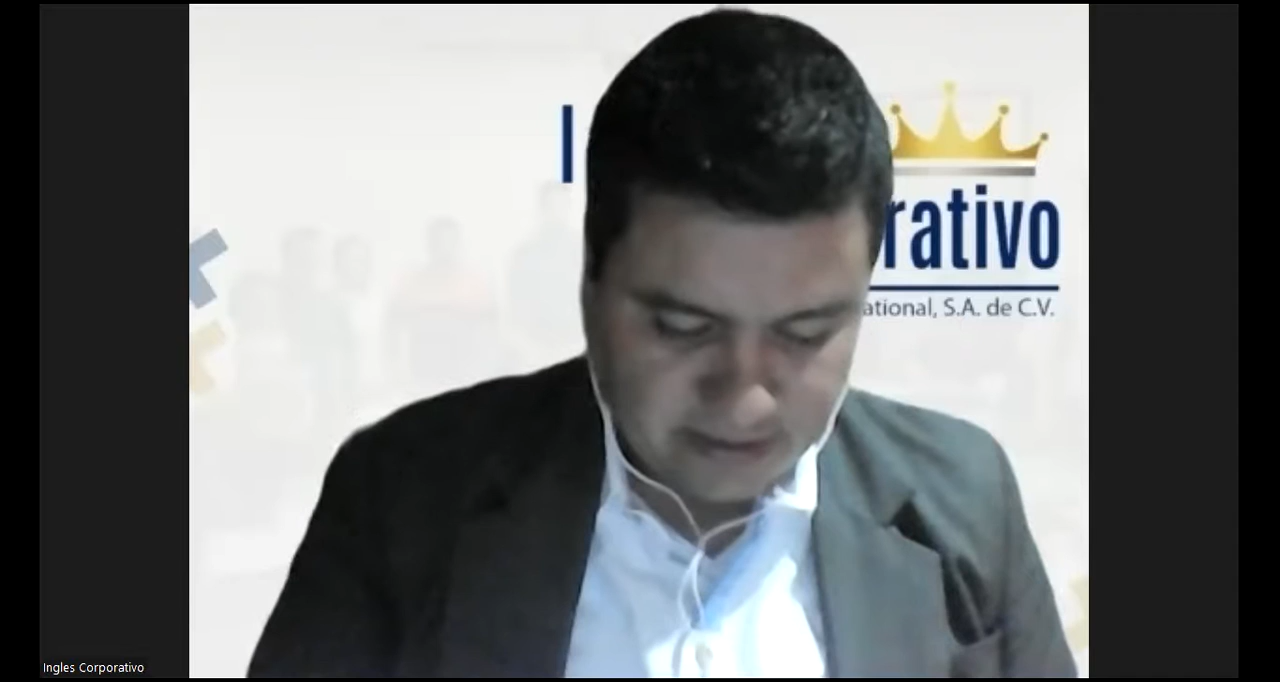 I
rativo
ational, S.A. de C.V.
Ingles Corporativo